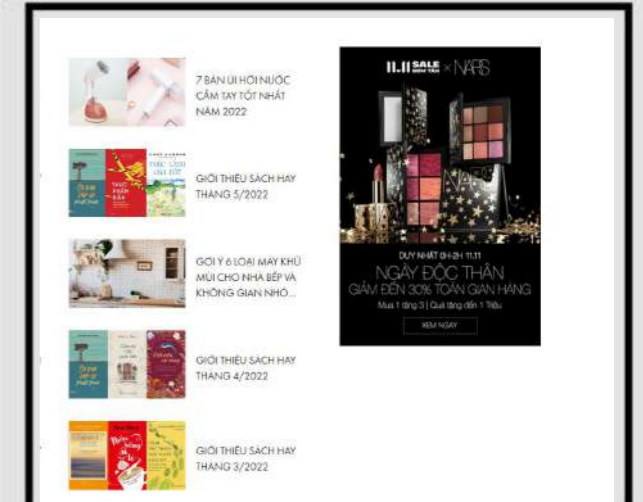 7 BÀN ỦI HƠI NƯỚC
CẦM TAY TỐT NHẤT
NĂM 2022
GIỚI THIỆU SÁCH HAY
THÁNG 5/2022
GỢI Ý 6 LOẠI MÁY KHỬ
MÙI CHO NHÀ BẾP VÀ
KHÔNG GIAN NHỎ...
GIỚI THIỆU SÁCH HAY
THÁNG 4/2022
GIỚI THIỆU SÁCH HAY
THÁNG 3/2022
11.11 SALE × NARS
NARS
DUY NHẤT 0H-2H 11.11
NGÀY ĐỘC THÂN
GIẢM ĐẾN 30% TOÀN GIAN HÀNG
Mua 1 tặng 3 | Quà tặng đến 1 Triệu
XEM NGAY